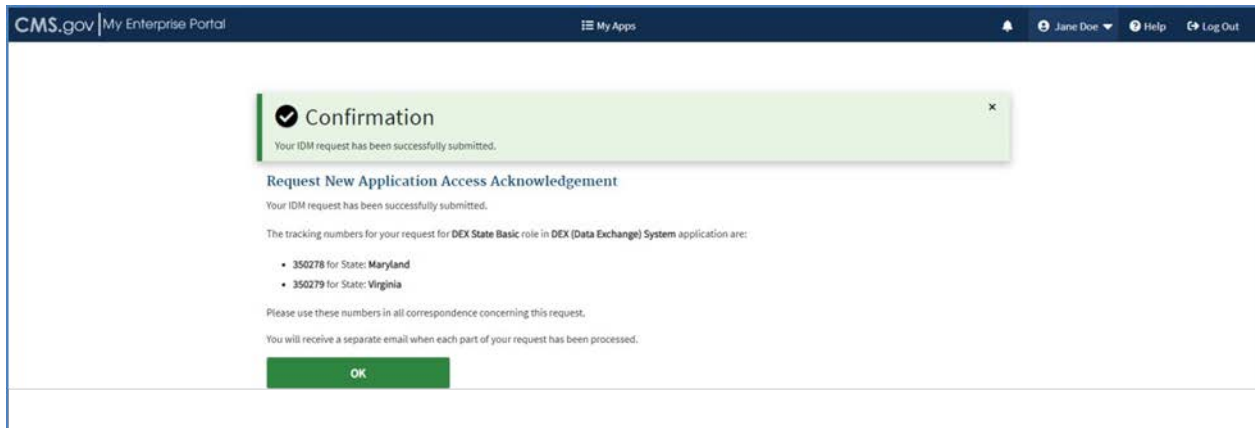 CMS.gov My Enterprise Portal My Apps Jane Doe Help Log Out
Confirmation
Your IDM request has been successfully submitted.
Request New Application Access Acknowledgement
Your IDM request has been successfully submitted.
The tracking numbers for your request for DEX State Basic role in DEX (Data Exchange) System application are:
• 350278 for State: Maryland
• 350279 for State: Virginia
Please use these numbers in all correspondence concerning this request.
You will receive a separate email when each part of your request has been processed.
OK